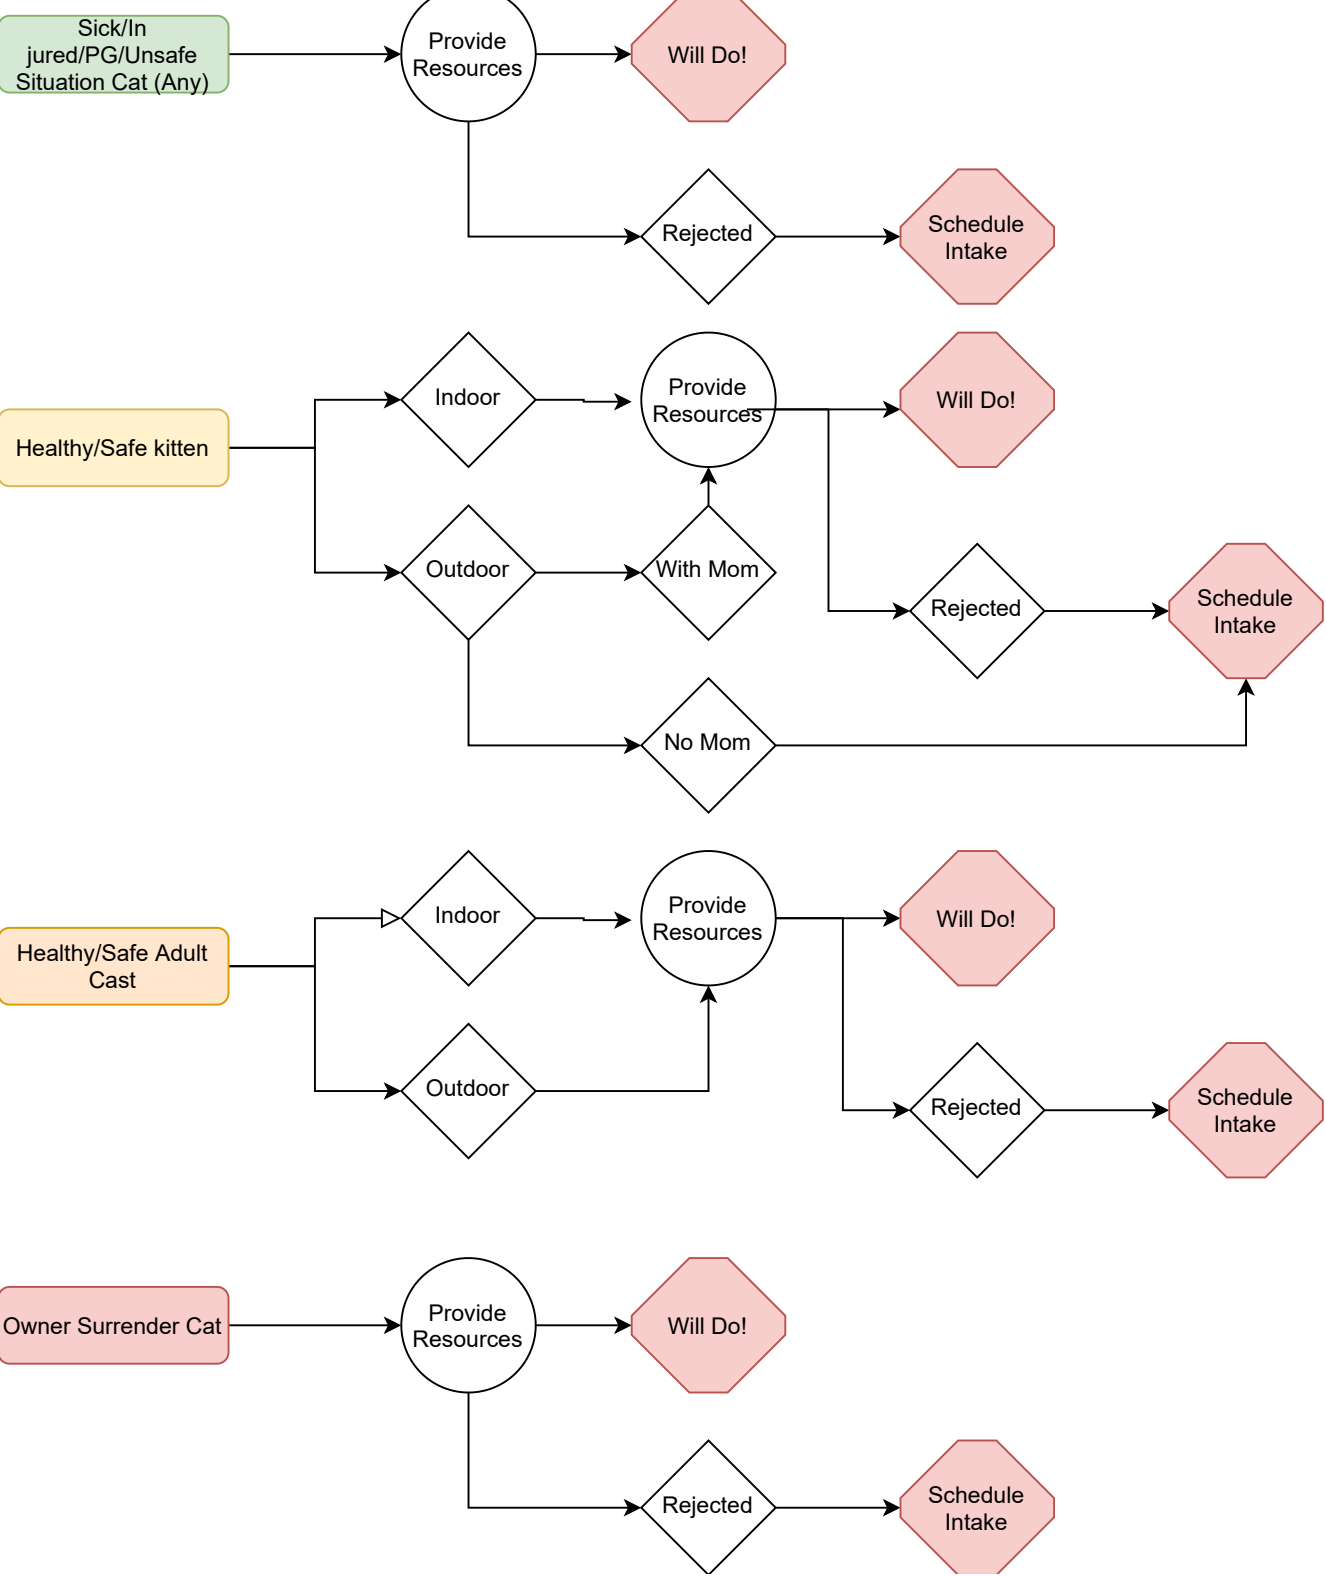 Sick/In
jured/PG/Unsafe
Situation Cat (Any)
Provide
Resources
Will Do!
Rejected
Schedule
Intake
Healthy/Safe kitten
Indoor
Provide
Resources
Will Do!
Outdoor
With Mom
Rejected
Schedule
Intake
No Mom
Healthy/Safe Adult
Cast
Indoor
Provide
Resources
Will Do!
Outdoor
Rejected
Schedule
Intake
Owner Surrender Cat
Provide
Resources
Will Do!
Rejected
Schedule
Intake